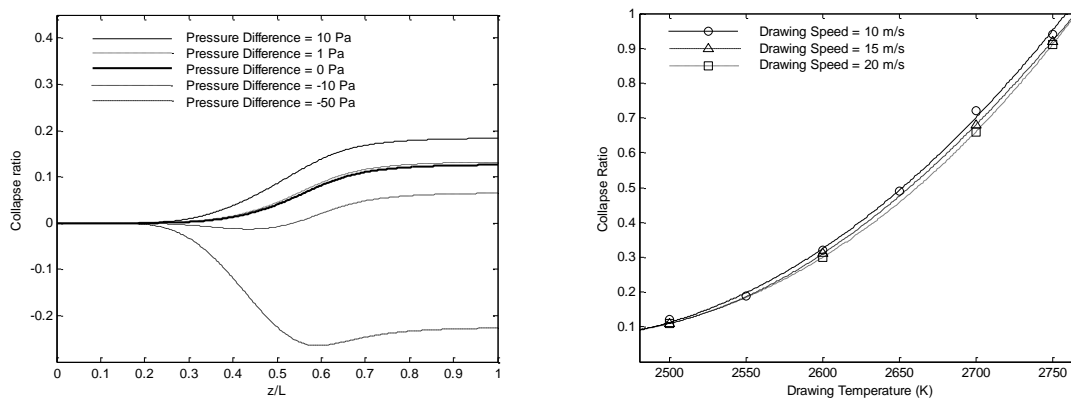 Pressure Difference = 10 Pa
Pressure Difference = 1 Pa
Pressure Difference = 0 Pa
Pressure Difference = -10 Pa
Pressure Difference = -50 Pa
0.4
0.3
0.2
0.1
0
-0.1
-0.2
Collapse ratio
0 0.1 0.2 0.3 0.4 0.5 0.6 0.7 0.8 0.9 1
z/L
Drawing Speed = 10 m/s
Drawing Speed = 15 m/s
Drawing Speed = 20 m/s
1
0.9
0.8
0.7
0.6
0.5
0.4
0.3
0.2
0.1
Collapse Ratio
2500 2550 2600 2650 2700 2750
Drawing Temperature (K)